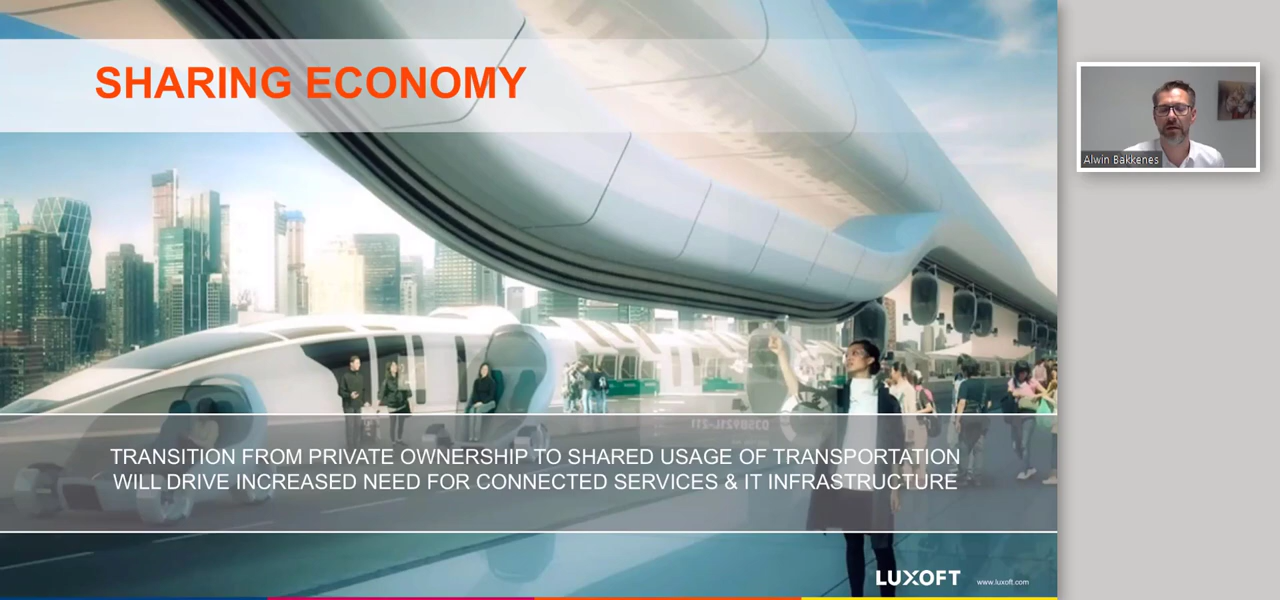 SHARING ECONOMY
Alwin Bakkenes
TRANSITION FROM PRIVATE OWNERSHIP TO SHARED USAGE OF TRANSPORTATION
WILL DRIVE INCREASED NEED FOR CONNECTED SERVICES & IT INFRASTRUCTURE
LUXOFT
www.luxoft.com